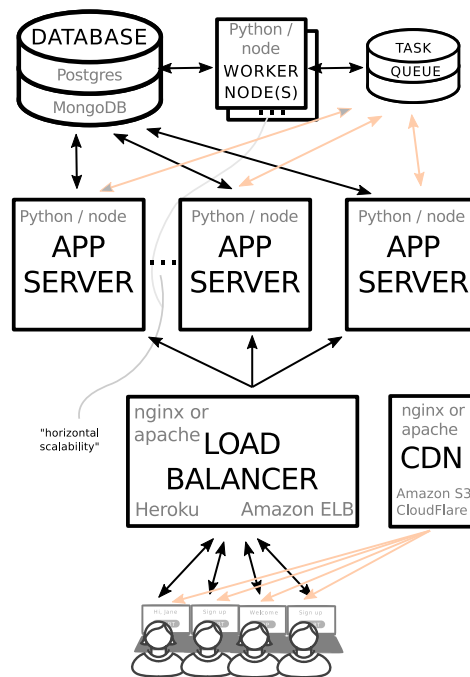 DATABASE
Postgres
MongoDB
Python /
node
WORKER
NODE(S)
TASK
QUEUE
Python / node
APP
SERVER
Python / node
APP
SERVER
Python / node
APP
SERVER
"horizontal
scalability"
nginx or
apache
LOAD
BALANCER
Heroku
Amazon ELB
nginx or
apache
CDN
Amazon S3
CloudFlare
Hi, Jane
Sign up
Welcome
Sign up